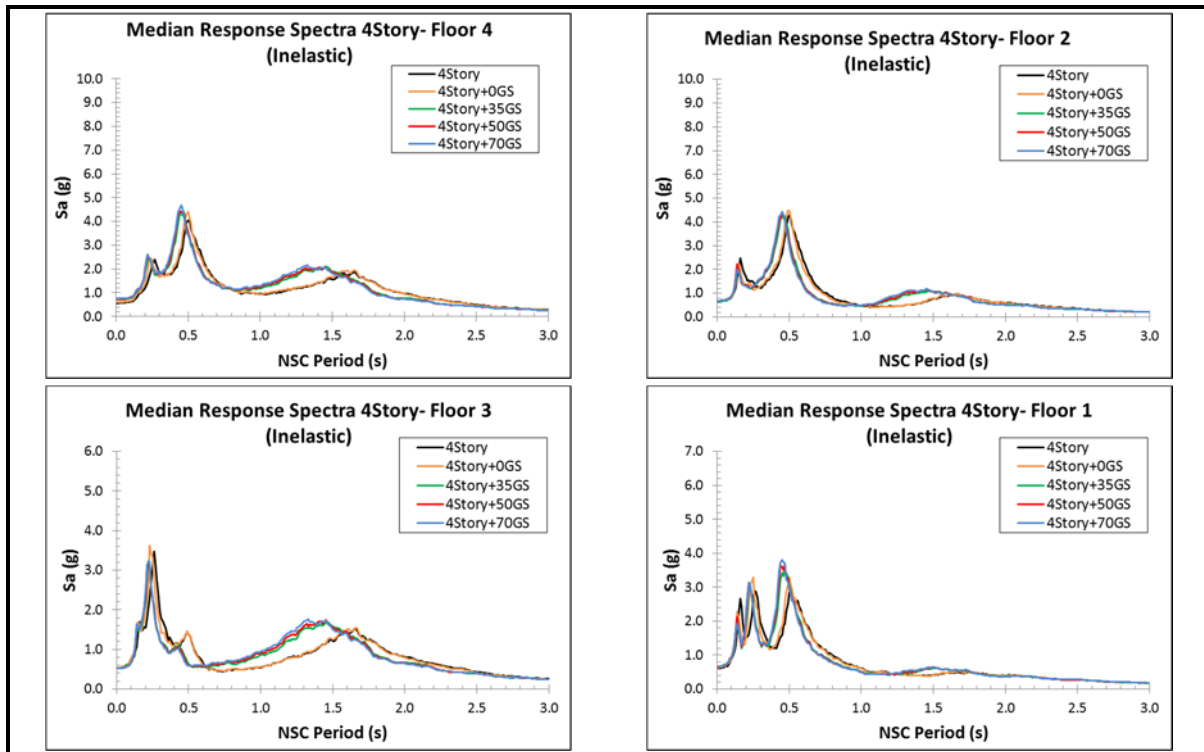 Median Response Spectra 4Story- Floor 4
(Inelastic)
4Story
4Story+0GS
4Story+35GS
4Story+50GS
4Story+70GS
Sa (g)
10.0
9.0
8.0
7.0
6.0
5.0
4.0
3.0
2.0
1.0
0.0
0.0 0.5 1.0 1.5 2.0 2.5 3.0
NSC Period (s)
Median Response Spectra 4Story- Floor 2
(Inelastic)
4Story
4Story+0GS
4Story+35GS
4Story+50GS
4Story+70GS
Sa (g)
10.0
9.0
8.0
7.0
6.0
5.0
4.0
3.0
2.0
1.0
0.0
0.0 0.5 1.0 1.5 2.0 2.5 3.0
NSC Period (s)
Median Response Spectra 4Story- Floor 3
(Inelastic)
4Story
4Story+0GS
4Story+35GS
4Story+50GS
4Story+70GS
Sa (g)
6.0
5.0
4.0
3.0
2.0
1.0
0.0
0.0 0.5 1.0 1.5 2.0 2.5 3.0
NSC Period (s)
Median Response Spectra 4Story- Floor 1
(Inelastic)
4Story
4Story+0GS
4Story+35GS
4Story+50GS
4Story+70GS
Sa (g)
7.0
6.0
5.0
4.0
3.0
2.0
1.0
0.0
0.0 0.5 1.0 1.5 2.0 2.5 3.0
NSC Period (s)